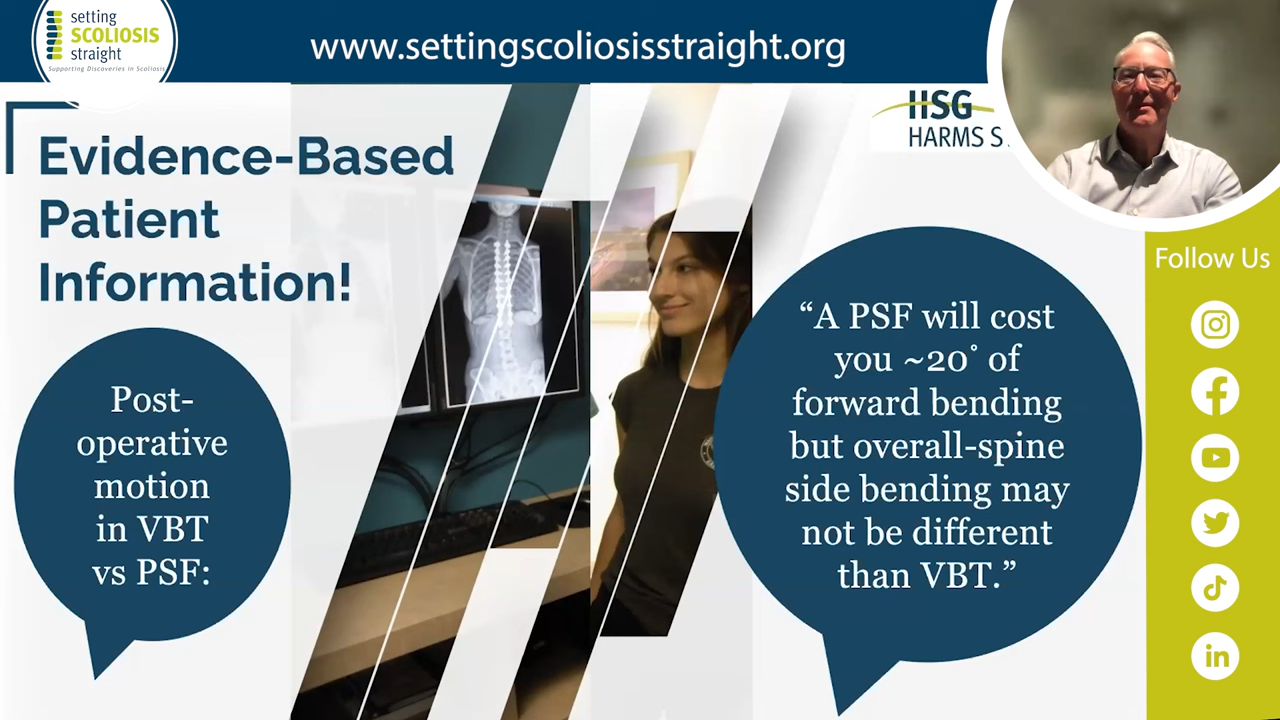 setting
SCOLIOSIS
straight
Supporting Discoveries in Scoliosis
www.settingscoliosisstraight.org
HSG
HARMS S
Evidence-Based
Patient
Information!
Follow Us
Post-
operative
motion
in VBT
vs PSF:
“A PSF will cost
you ~20° of
forward bending
but overall-spine
side bending may
not be different
than VBT.”